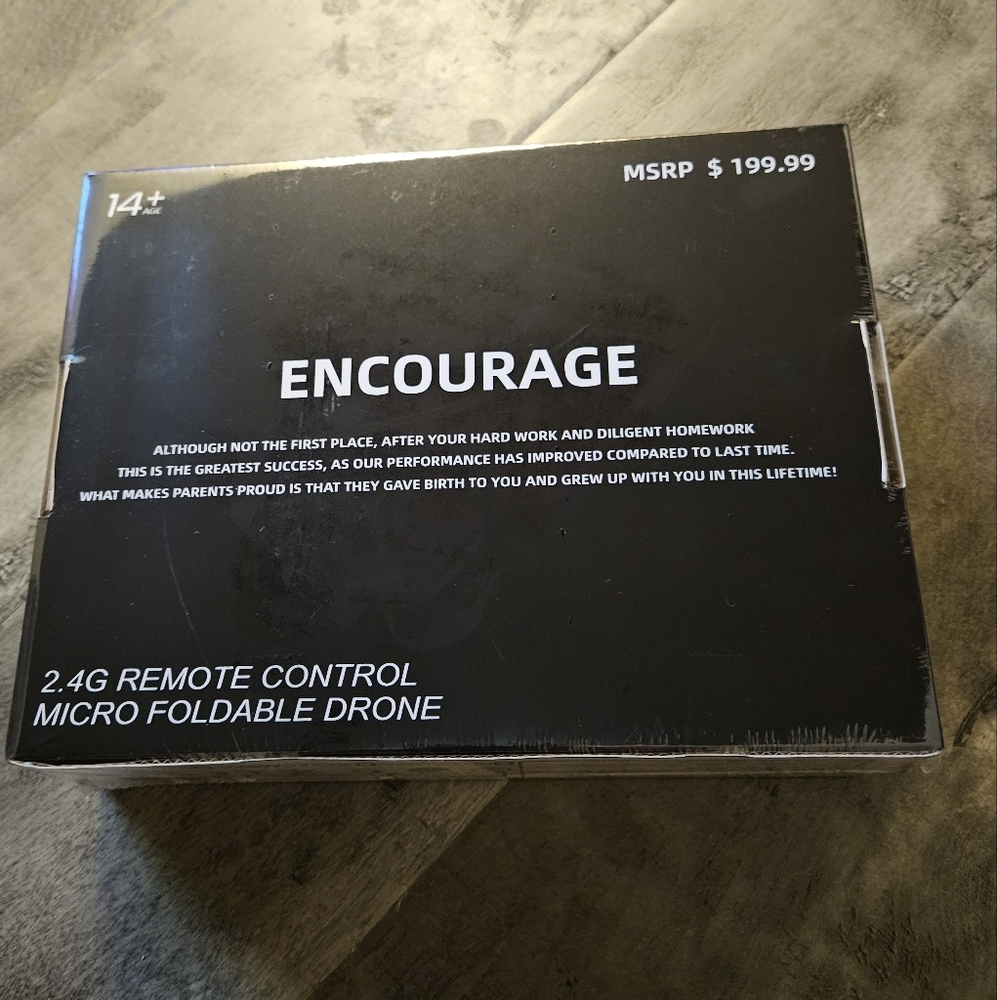 14+
AGE
MSRP $ 199.99
ENCOURAGE
ALTHOUGH NOT THE FIRST PLACE, AFTER YOUR HARD WORK AND DILIGENT HOMEWORK
THIS IS THE GREATEST SUCCESS, AS OUR PERFORMANCE HAS IMPROVED COMPARED TO LAST TIME.
WHAT MAKES PARENTS PROUD IS THAT THEY GAVE BIRTH TO YOU AND GREW UP WITH YOU IN THIS LIFETIME!
2.4G REMOTE CONTROL
MICRO FOLDABLE DRONE